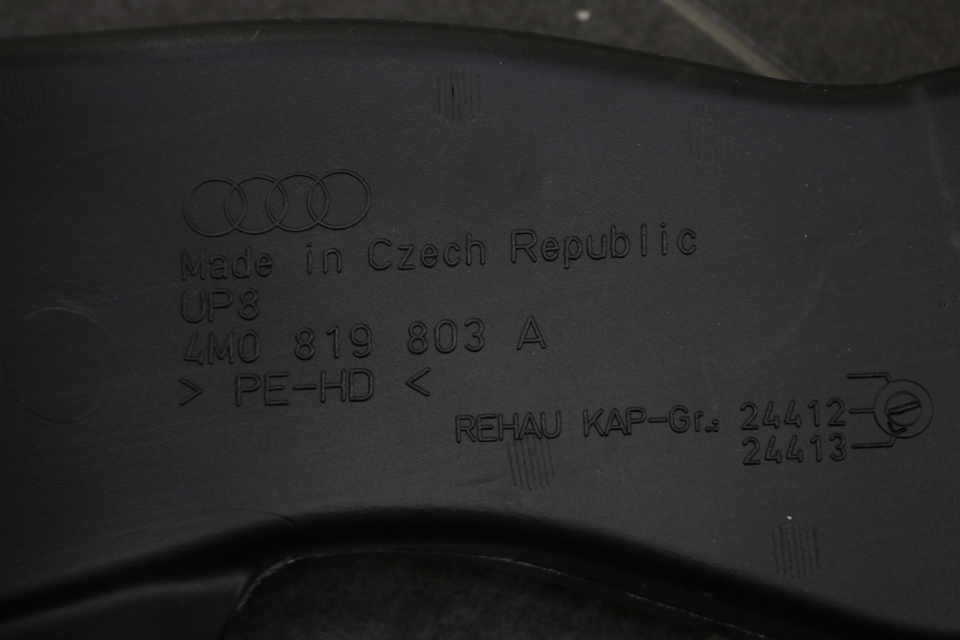 Made in Czech Republic
UP8
4M0 819 803 A
> PE-HD <
REHAU KAP-Gr.: 24412
24413